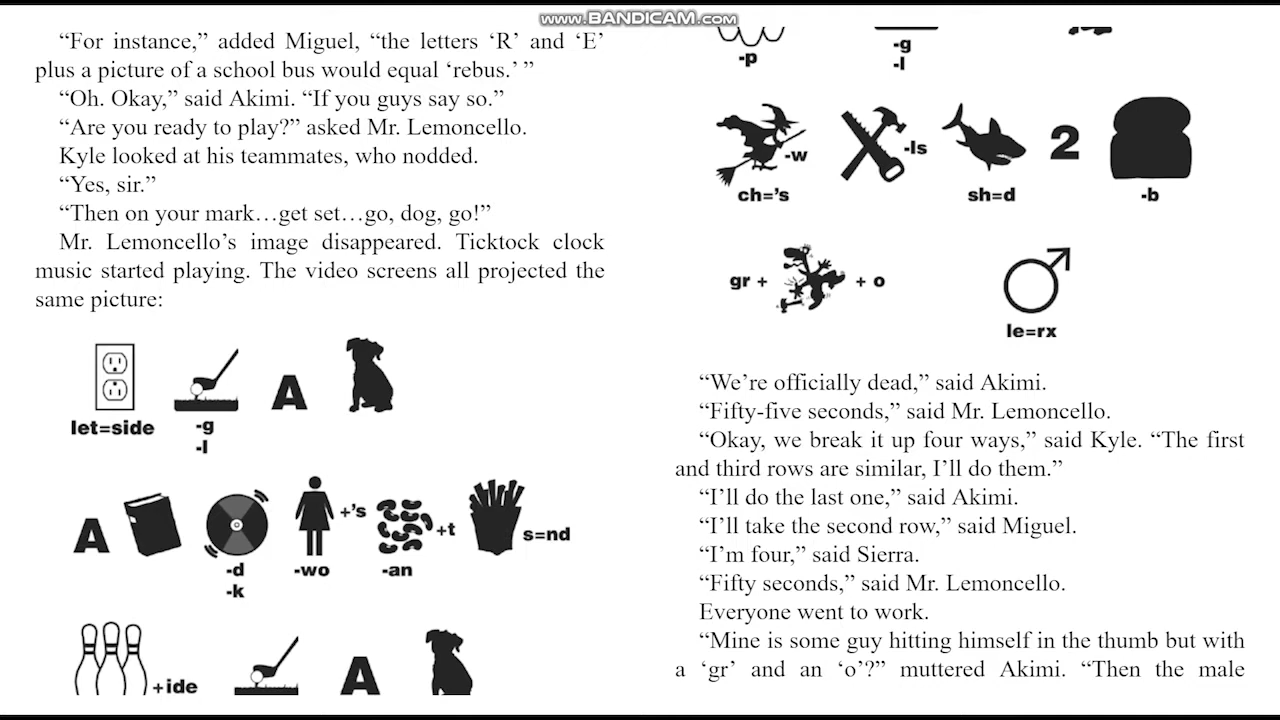 www.BANDICAM.com
“For instance,” added Miguel, “the letters ‘R’ and ‘E’
plus a picture of a school bus would equal ‘rebus.’ ”
“Oh. Okay,” said Akimi. “If you guys say so.”
“Are you ready to play?” asked Mr. Lemoncello.
Kyle looked at his teammates, who nodded.
“Yes, sir.”
“Then on your mark…get set…go, dog, go!”
Mr. Lemoncello’s image disappeared. Ticktock clock
music started playing. The video screens all projected the
same picture:
A
let=side -g
-l
A +’s +t s=nd
-d -wo -an
-k
+ide A
-p -g
-l
-w -ls 2
ch=’s sh=d -b
gr + + o
le=rx
“We’re officially dead,” said Akimi.
“Fifty-five seconds,” said Mr. Lemoncello.
“Okay, we break it up four ways,” said Kyle. “The first
and third rows are similar, I’ll do them.”
“I’ll do the last one,” said Akimi.
“I’ll take the second row,” said Miguel.
“I’m four,” said Sierra.
“Fifty seconds,” said Mr. Lemoncello.
Everyone went to work.
“Mine is some guy hitting himself in the thumb but with
a ‘gr’ and an ‘o’?” muttered Akimi. “Then the male